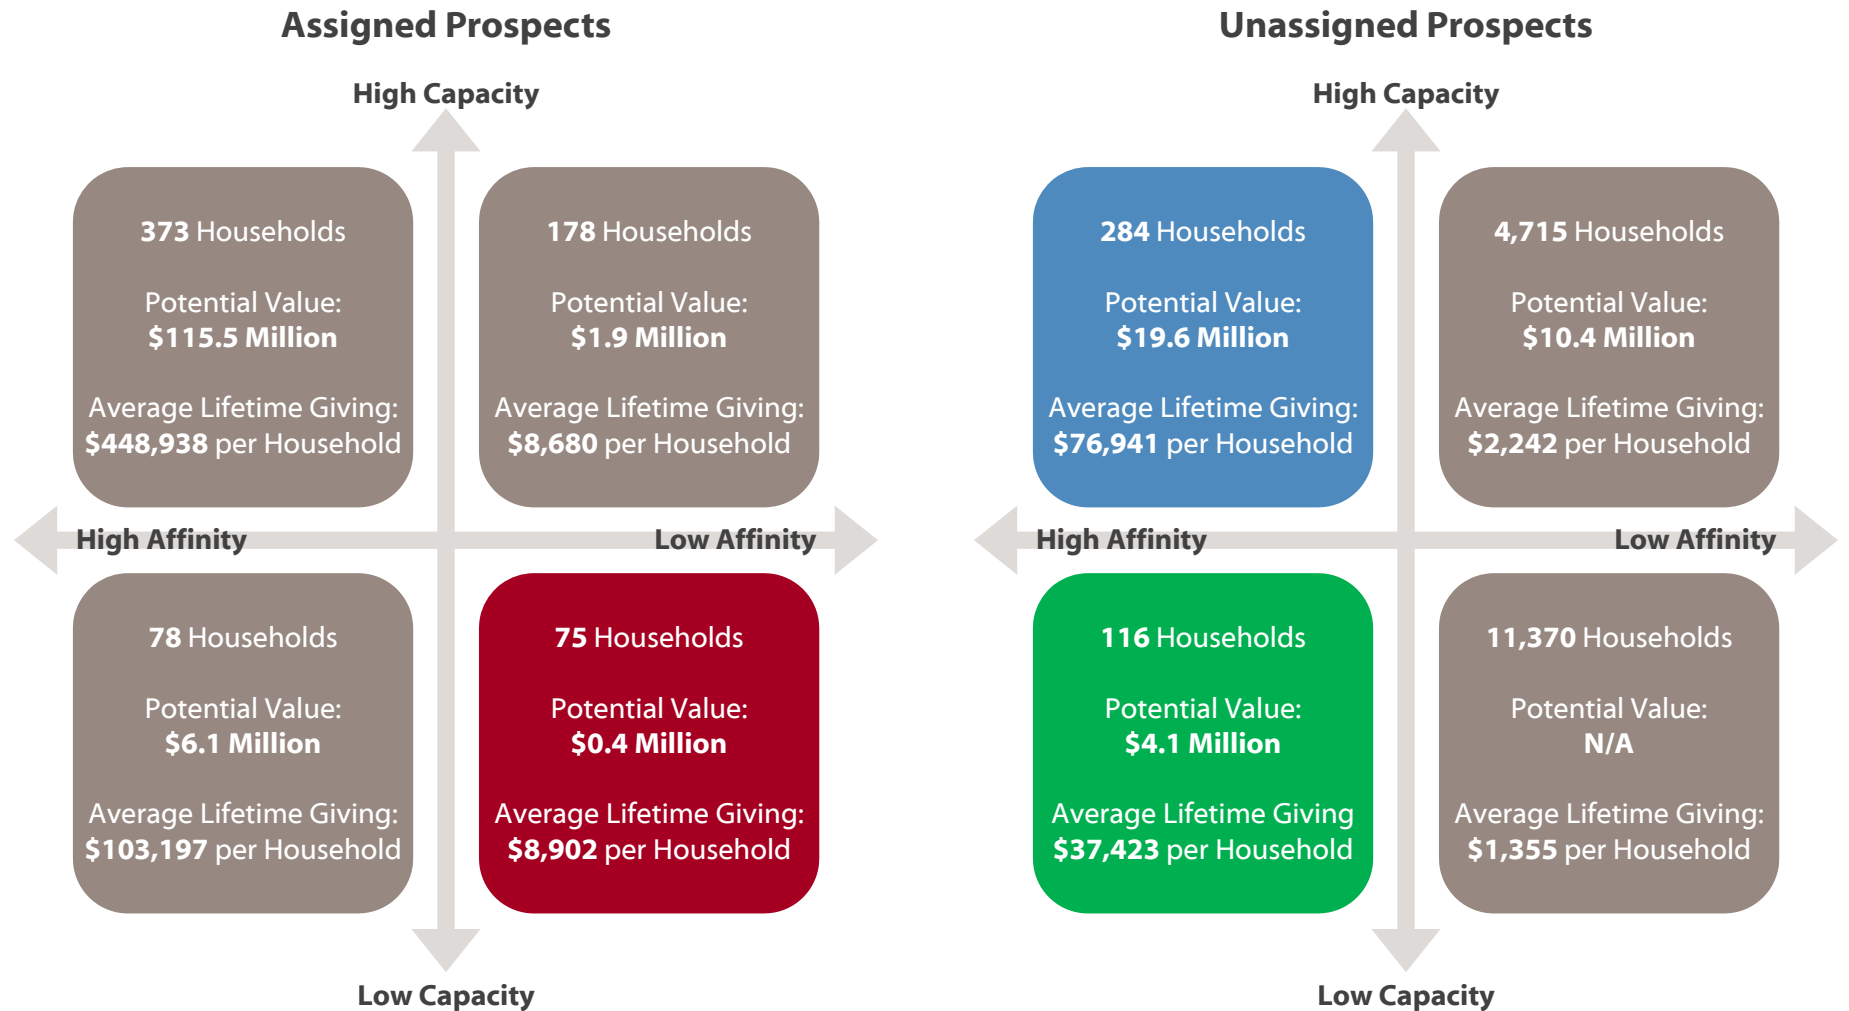 Assigned Prospects
High Capacity
373 Households
Potential Value:
$115.5 Million
Average Lifetime Giving:
$448,938 per Household
178 Households
Potential Value:
$1.9 Million
Average Lifetime Giving:
$8,680 per Household
High Affinity
Low Affinity
78 Households
Potential Value:
$6.1 Million
Average Lifetime Giving:
$103,197 per Household
75 Households
Potential Value:
$0.4 Million
Average Lifetime Giving:
$8,902 per Household
Low Capacity
Unassigned Prospects
High Capacity
284 Households
Potential Value:
$19.6 Million
Average Lifetime Giving:
$76,941 per Household
4,715 Households
Potential Value:
$10.4 Million
Average Lifetime Giving:
$2,242 per Household
High Affinity
Low Affinity
116 Households
Potential Value:
$4.1 Million
Average Lifetime Giving
$37,423 per Household
11,370 Households
Potential Value:
N/A
Average Lifetime Giving:
$1,355 per Household
Low Capacity